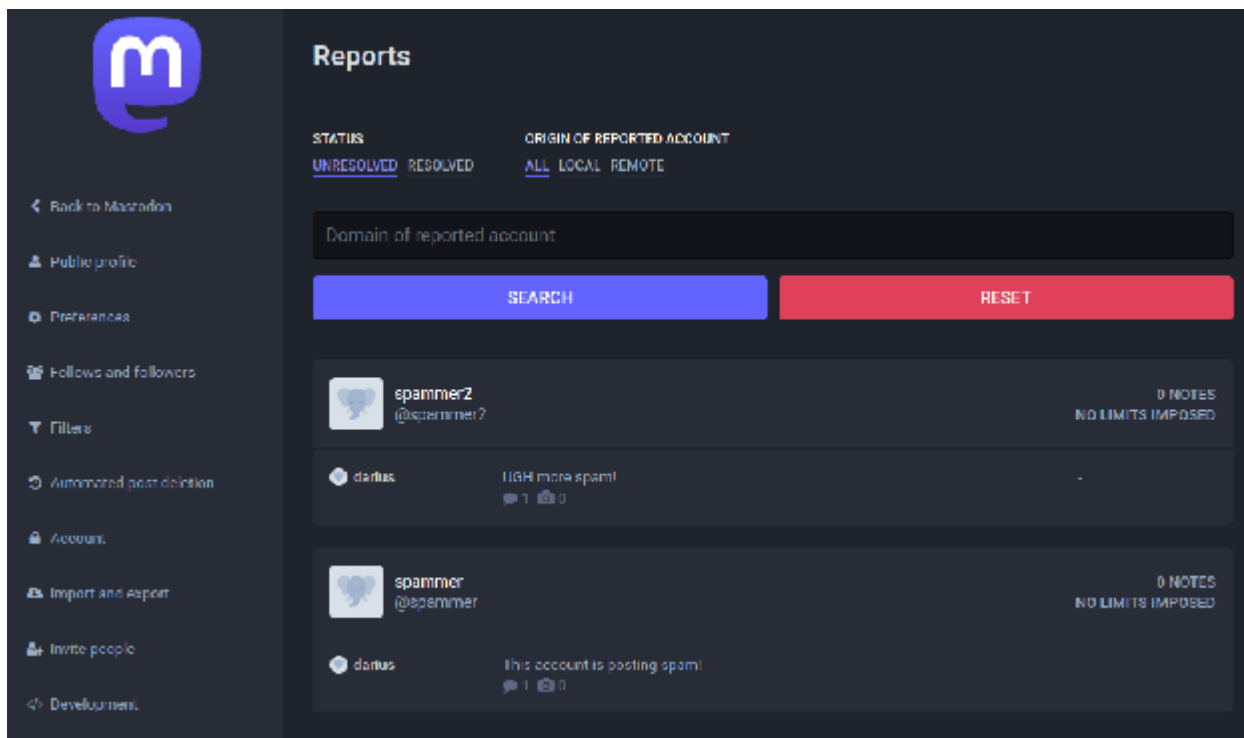 Reports
STATUS
UNRESOLVED RESOLVED
ORIGIN OF REPORTED ACCOUNT
ALL LOCAL REMOTE
Back to Mastodon
Public profile
Preferences
Follows and followers
Filters
Automated post deletion
Account
Import and export
Invite people
Development
Domain of reported account
SEARCH
RESET
spammer2
@spammer2
0 NOTES
NO LIMITS IMPOSED
darius
UGH more spam!
1 0
-
spammer
@spammer
0 NOTES
NO LIMITS IMPOSED
darius
This account is posting spam!
1 0